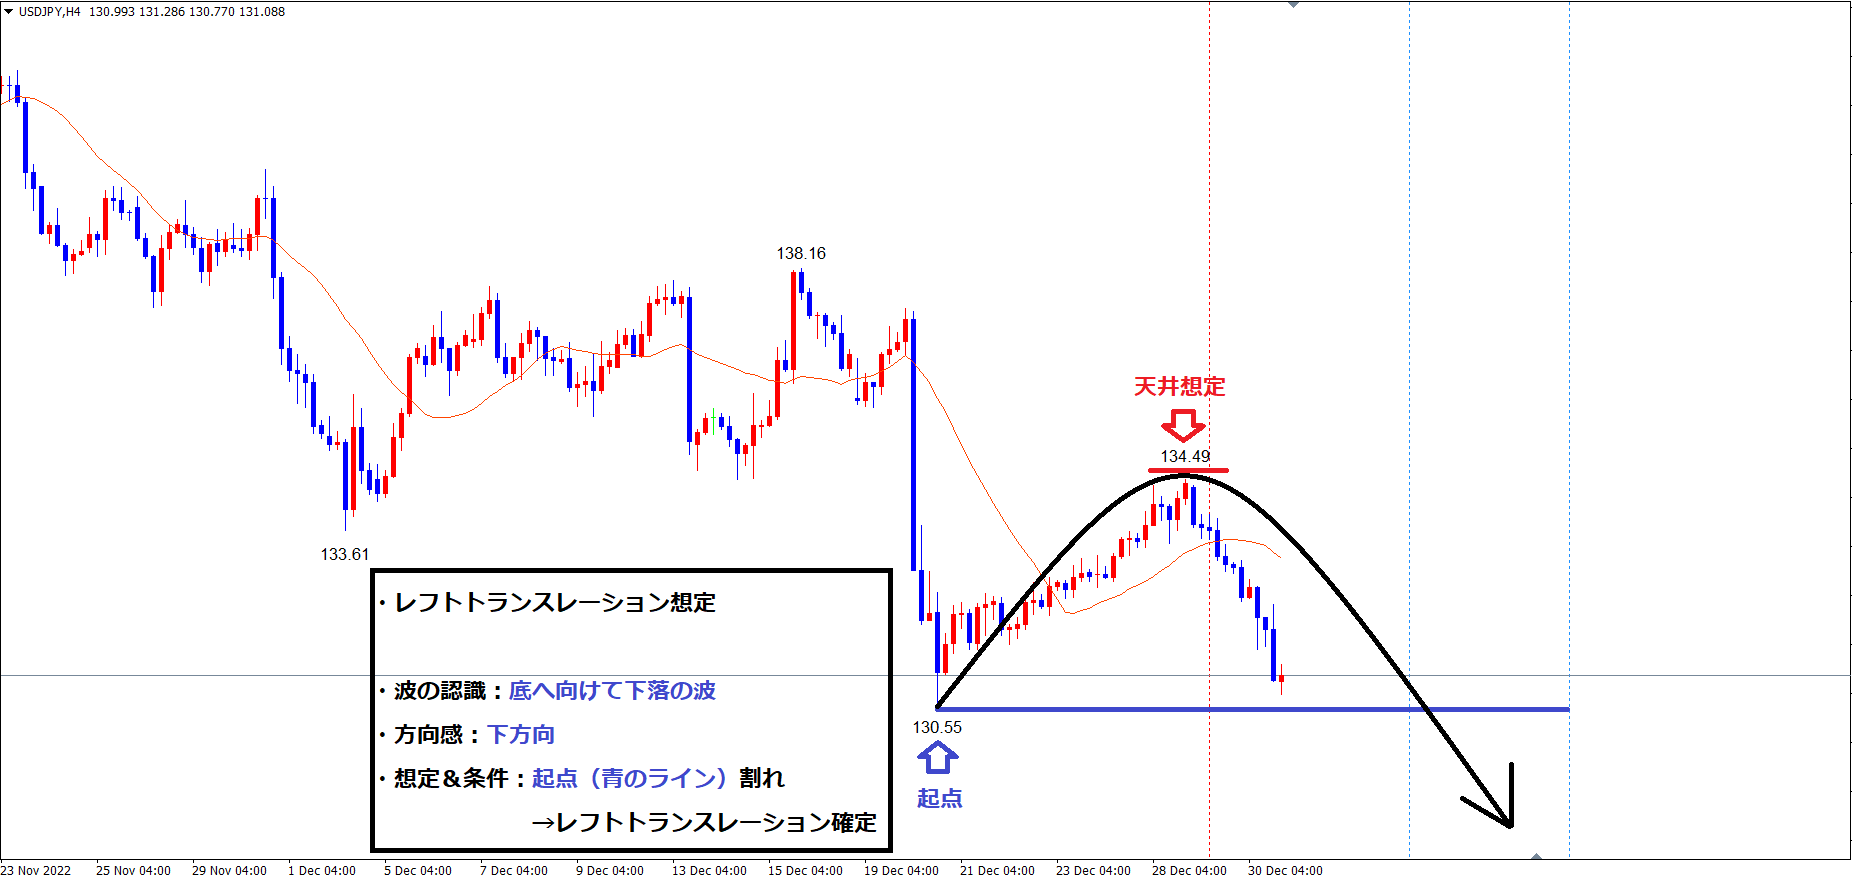 USDJPY,H4 130.993 131.286 130.770 131.088
138.16
天井想定
134.49
133.61
・レフトトランスレーション想定
・波の認識：底へ向けて下落の波
・方向感：下方向
・想定＆条件：起点（青のライン）割れ
→レフトトランスレーション確定
130.55
起点
23 Nov 2022 25 Nov 04:00 29 Nov 04:00 1 Dec 04:00 5 Dec 04:00 7 Dec 04:00 9 Dec 04:00 13 Dec 04:00 15 Dec 04:00 19 Dec 04:00 21 Dec 04:00 23 Dec 04:00 28 Dec 04:00 30 Dec 04:00